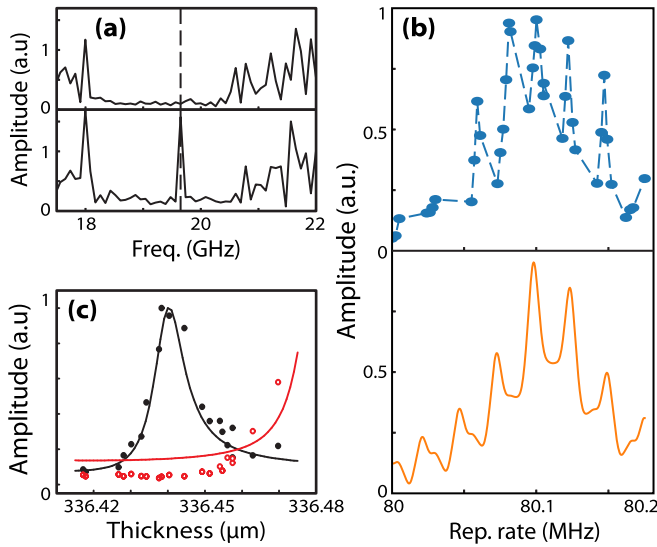 (a)
Amplitude (a.u)
1
0
1
0
18
20
22
Freq. (GHz)
(b)
Amplitude (a.u.)
1
0.5
0
0.5
0
80
80.1
80.2
Rep. rate (MHz)
(c)
Amplitude (a.u)
1
0
336.42
336.45
336.48
Thickness (μm)